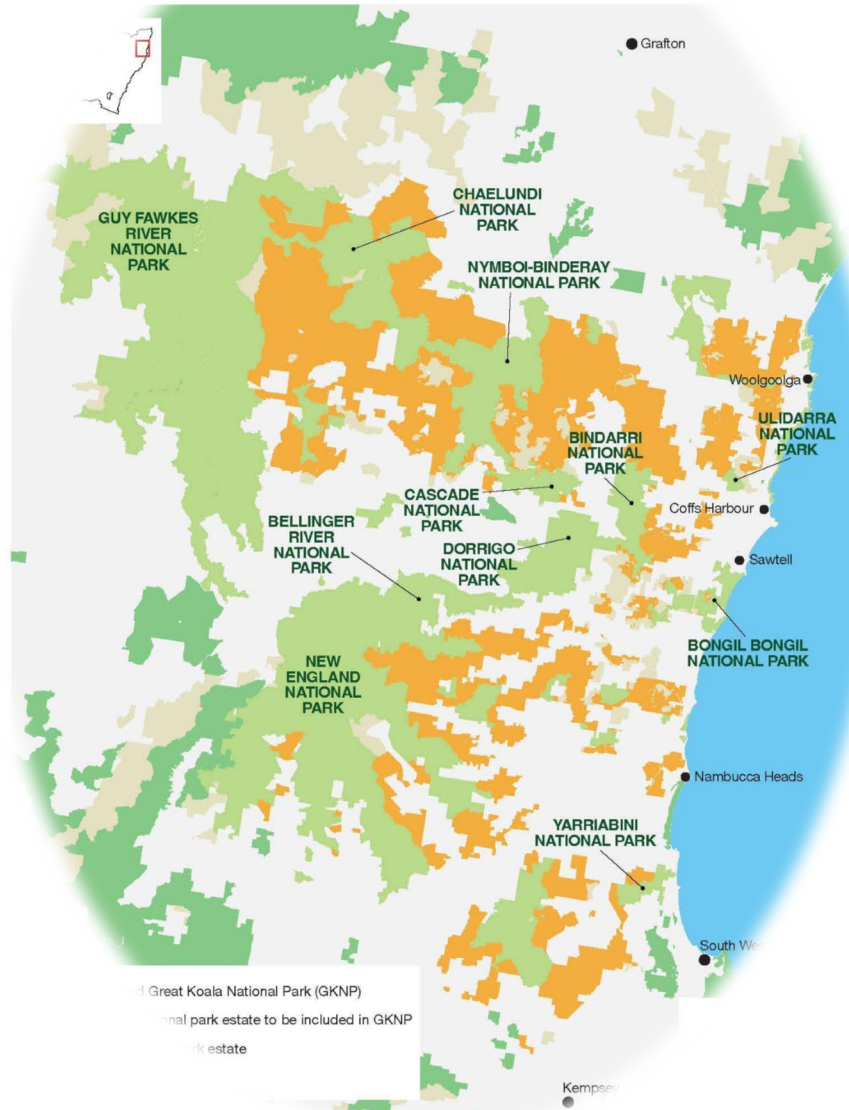 Grafton
CHAELUNDI
NATIONAL
PARK
GUY FAWKES
RIVER
NATIONAL
PARK
NYMBOI-BINDERAY
NATIONAL PARK
Woolgoolga
ULIDARRA
NATIONAL
PARK
BINDARRI
NATIONAL
PARK
CASCADE
NATIONAL
PARK
Coffs Harbour
BELLINGER
RIVER
NATIONAL
PARK
DORRIGO
NATIONAL
PARK
Sawtell
BONGIL BONGIL
NATIONAL PARK
NEW
ENGLAND
NATIONAL
PARK
Nambucca Heads
YARRIABINI
NATIONAL PARK
South
Great Koala National Park (GKNP)
park estate to be included in GKNP
estate
Kempsey